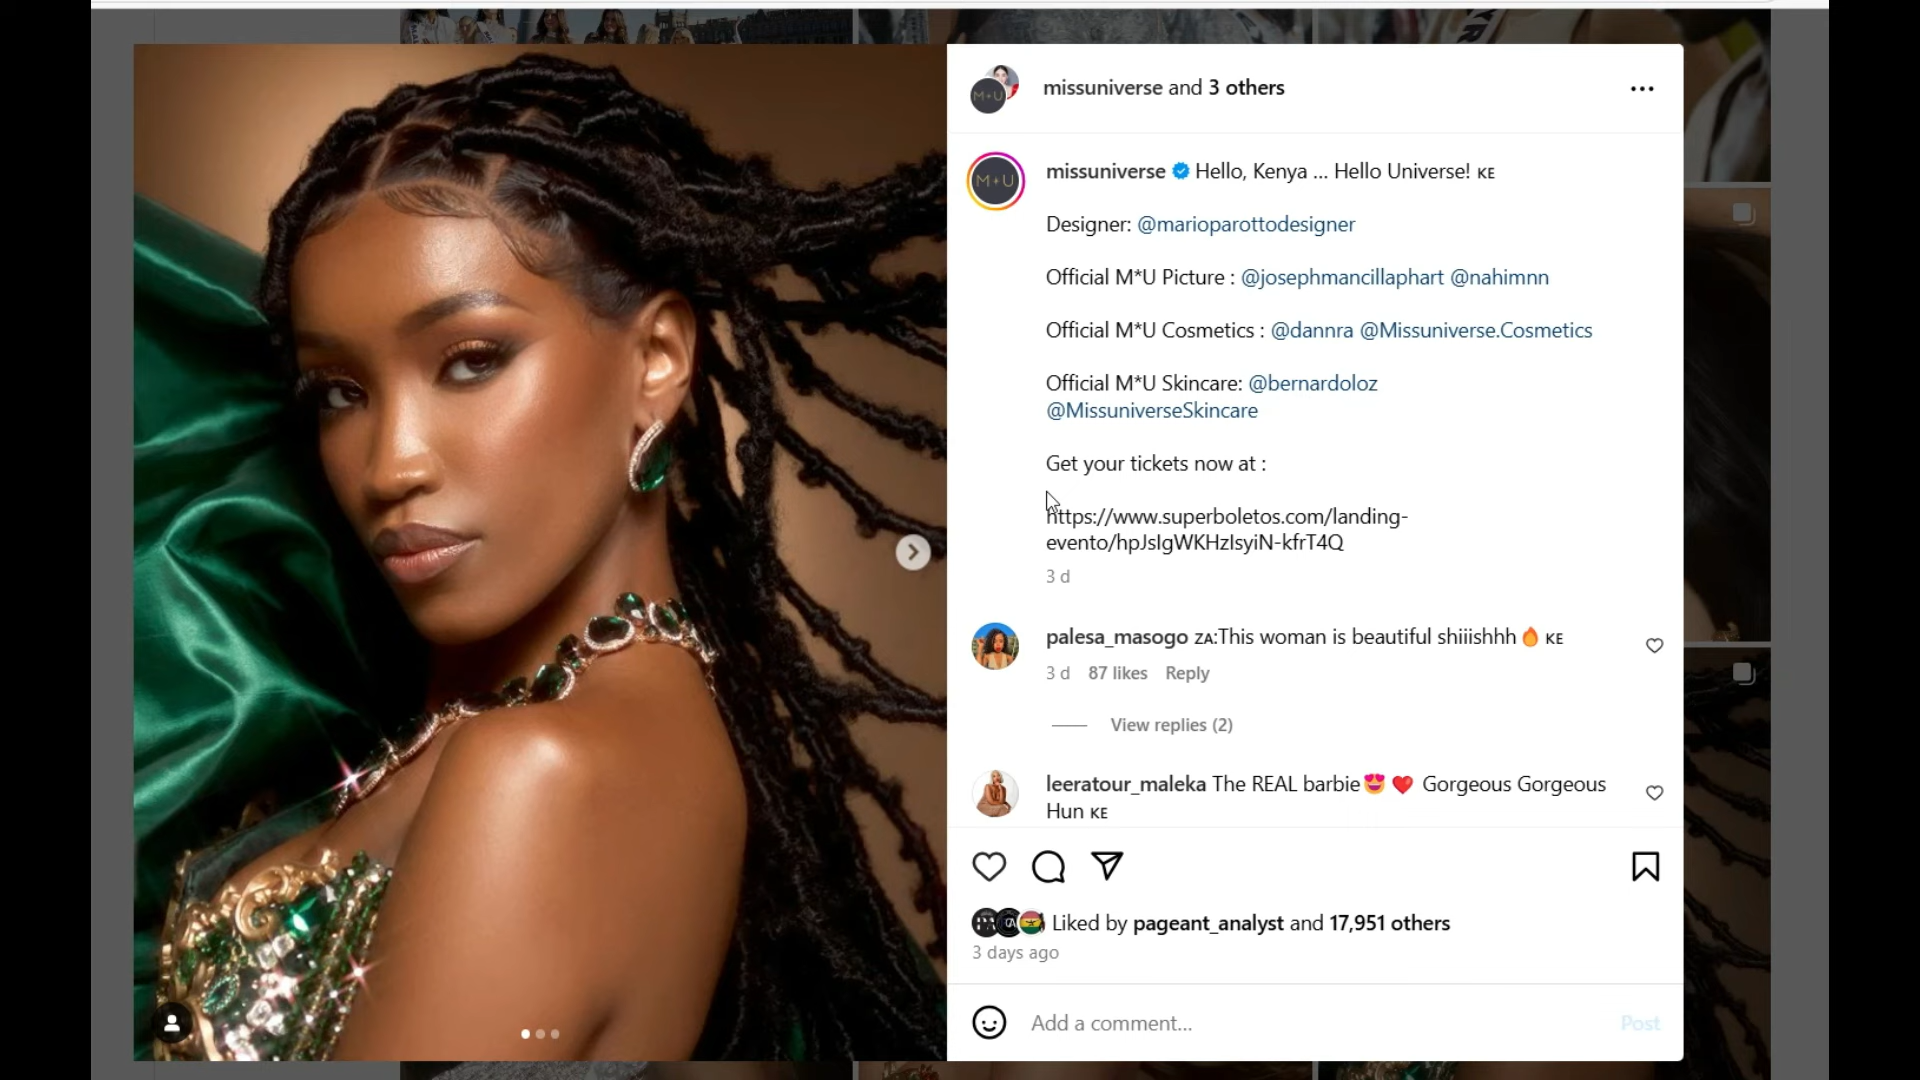 missuniverse and 3 others
M+U
missuniverse Hello, Kenya ... Hello Universe! KE
M+U
Designer: @marioparottodesigner
Official M*U Picture : @josephmancillaphart @nahimnn
Official M*U Cosmetics : @dannra @Missuniverse.Cosmetics
Official M*U Skincare: @bernardoloz
@MissuniverseSkincare
Get your tickets now at :
https://www.superboletos.com/landing-
evento/hpJsIgWKHzIsyiN-kfrT4Q
3 d
palesa_masogo ZA:This woman is beautiful shiiishhh🔥 KE
3 d 87 likes Reply
View replies (2)
leeratour_maleka The REAL barbie😍❤️ Gorgeous Gorgeous
Hun KE
Liked by pageant_analyst and 17,951 others
3 days ago
Add a comment...
Post